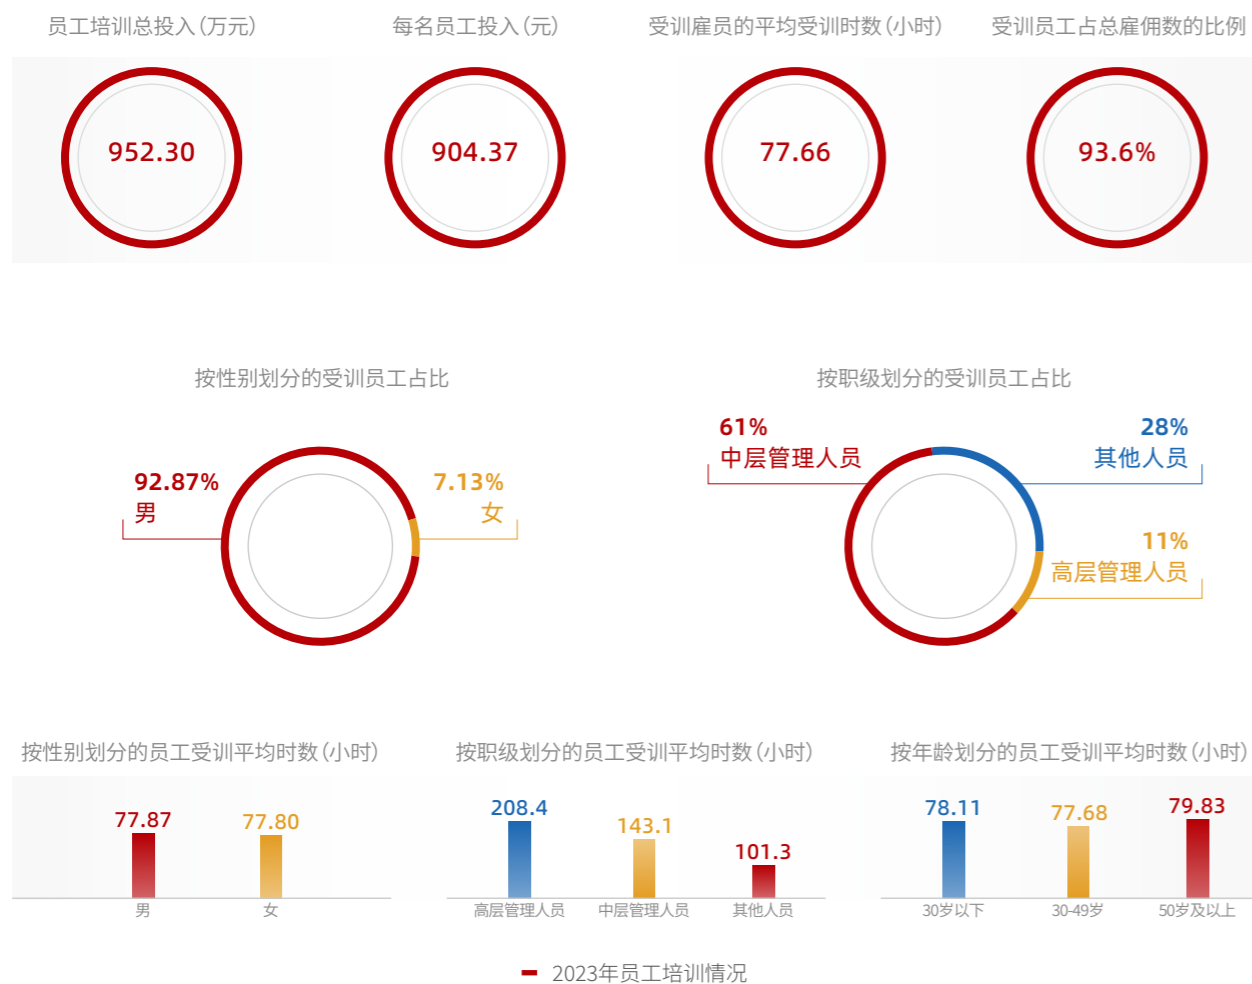 员工培训总投入（万元）
每名员工投入（元）
受训雇员的平均受训时数（小时）
受训员工占总雇佣数的比例
952.30
904.37
77.66
93.6%
按性别划分的受训员工占比
92.87%
男
7.13%
女
按职级划分的受训员工占比
61%
中层管理人员
28%
其他人员
11%
高层管理人员
按性别划分的员工受训平均时数（小时）
77.87
77.80
男
女
按职级划分的员工受训平均时数（小时）
208.4
143.1
101.3
高层管理人员
中层管理人员
其他人员
按年龄划分的员工受训平均时数（小时）
78.11
77.68
79.83
30岁以下
30-49岁
50岁及以上
2023年员工培训情况